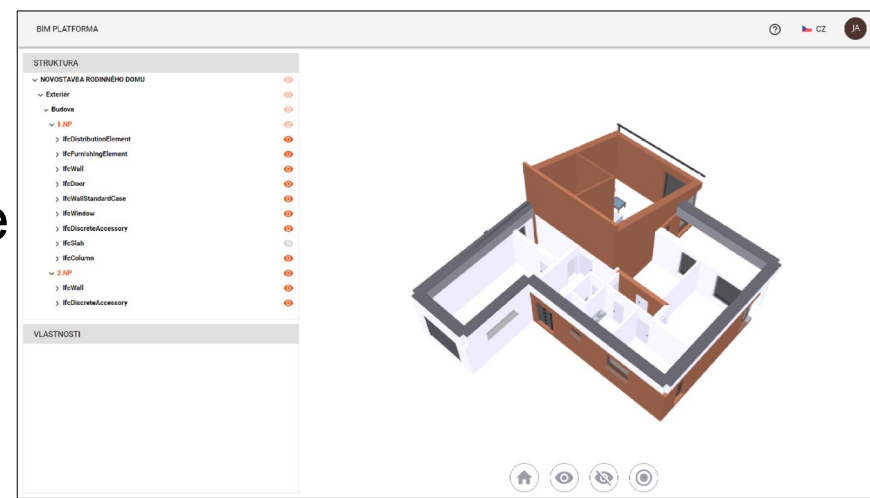 BIM PLATFORMA
CZ
JA
STRUKTURA
NOVOSTAVBA RODINNÉHO DOMU
Exteriér
Budova
1.NP
IfcDistributionElement
IfcFurnishingElement
IfcWall
IfcDoor
IfcWallStandardCase
IfcWindow
IfcDiscreteAccessory
IfcSlab
IfcColumn
2.NP
IfcWall
IfcDiscreteAccessory
VLASTNOSTI
e